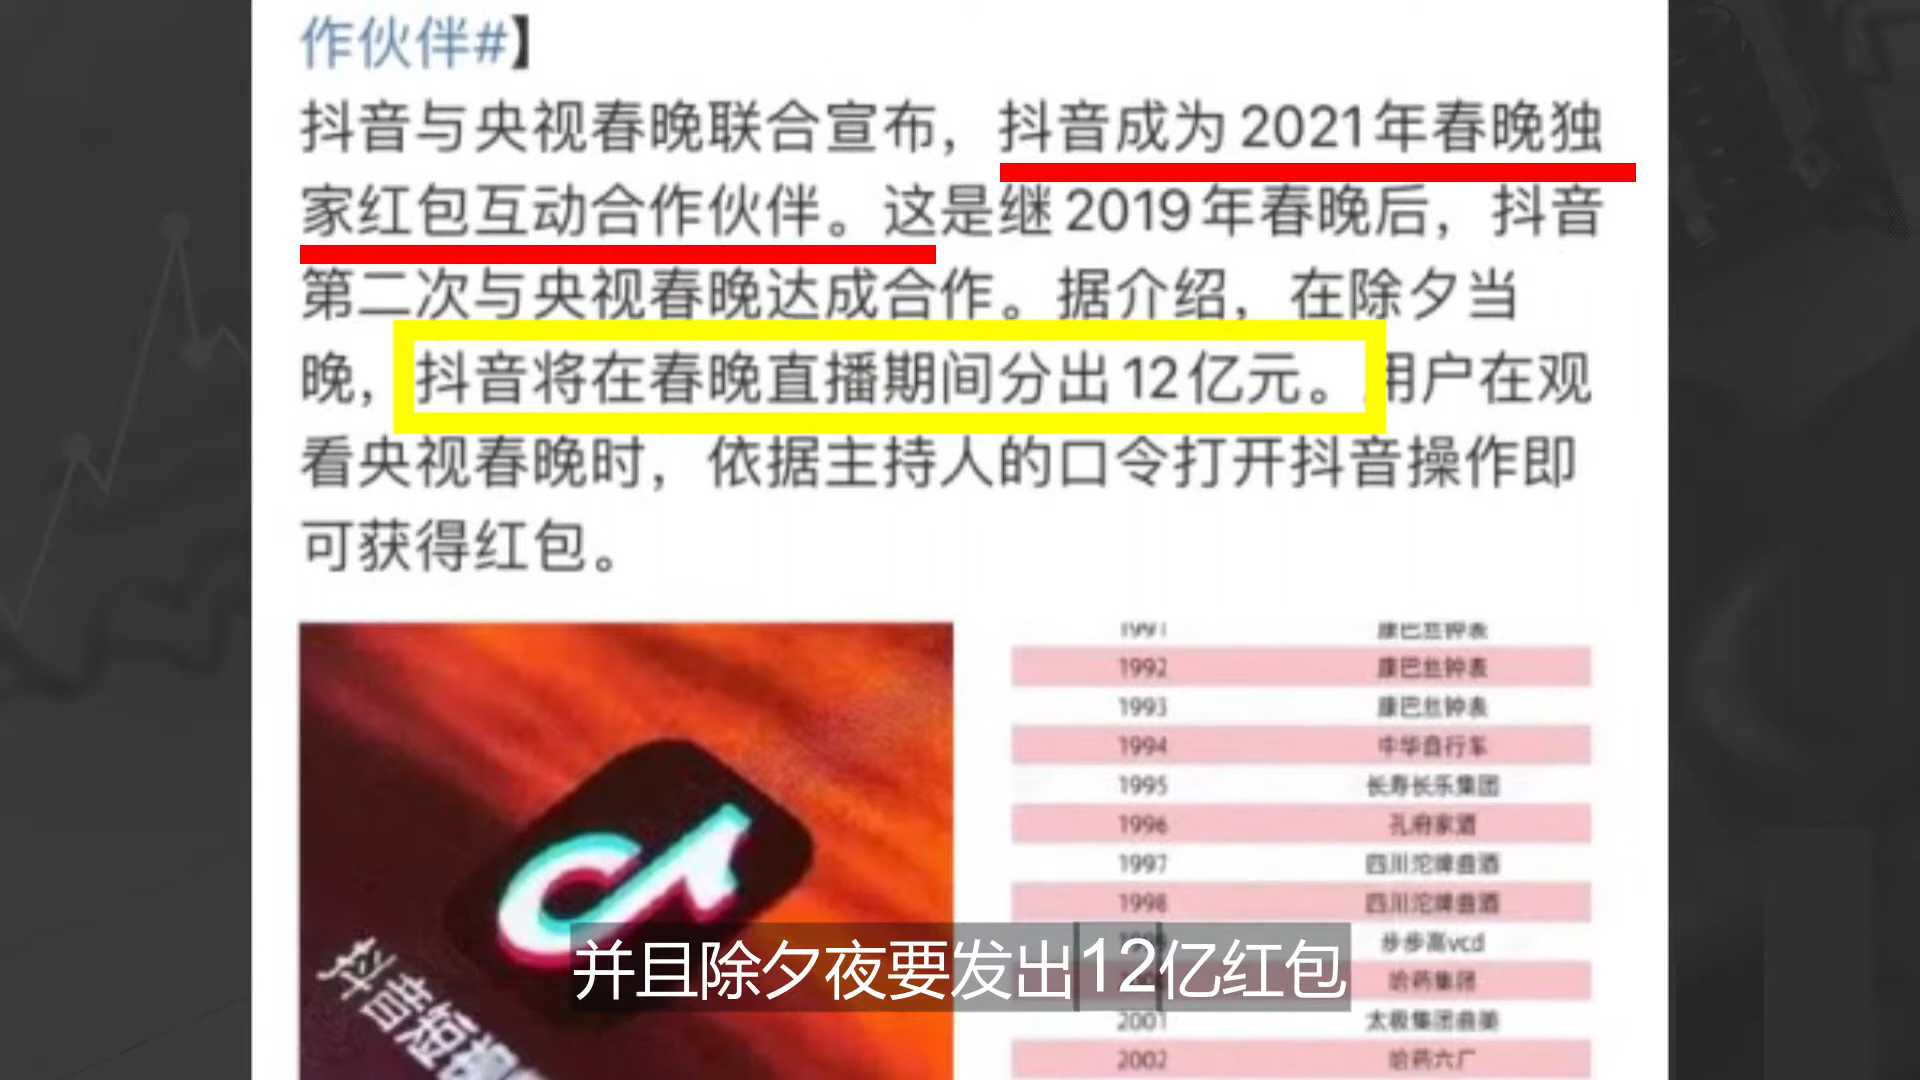 作伙伴#】
抖音与央视春晚联合宣布，抖音成为2021年春晚独
家红包互动合作伙伴。这是继2019年春晚后，抖音
第二次与央视春晚达成合作。据介绍，在除夕当
晚，抖音将在春晚直播期间分出12亿元。用户在观
看央视春晚时，依据主持人的口令打开抖音操作即
可获得红包。
1991 康巴丝钟表
1992 康巴丝钟表
1993 康巴丝钟表
1994 中华自行车
1995 长寿长乐集团
1996 孔府家酒
1997 四川沱牌曲酒
1998 四川沱牌曲酒
步步高vcd
哈药集团
2001 太极集团曲美
2002 哈药六厂
抖音短视
并且除夕夜要发出12亿红包